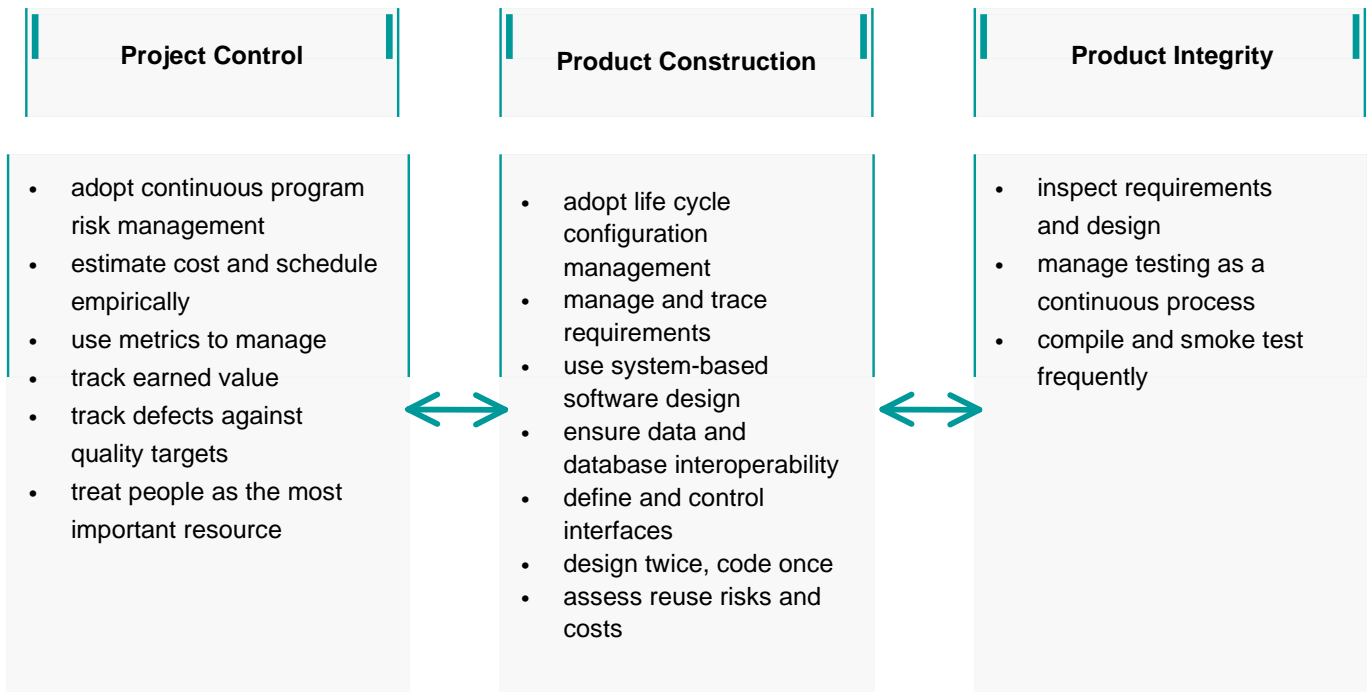 Project Control
• adopt continuous program
risk management
• estimate cost and schedule
empirically
• use metrics to manage
• track earned value
• track defects against
quality targets
• treat people as the most
important resource
Product Construction
• adopt life cycle
configuration
management
• manage and trace
requirements
• use system-based
software design
• ensure data and
database interoperability
• define and control
interfaces
• design twice, code once
• assess reuse risks and
costs
Product Integrity
• inspect requirements
and design
• manage testing as a
continuous process
• compile and smoke test
frequently